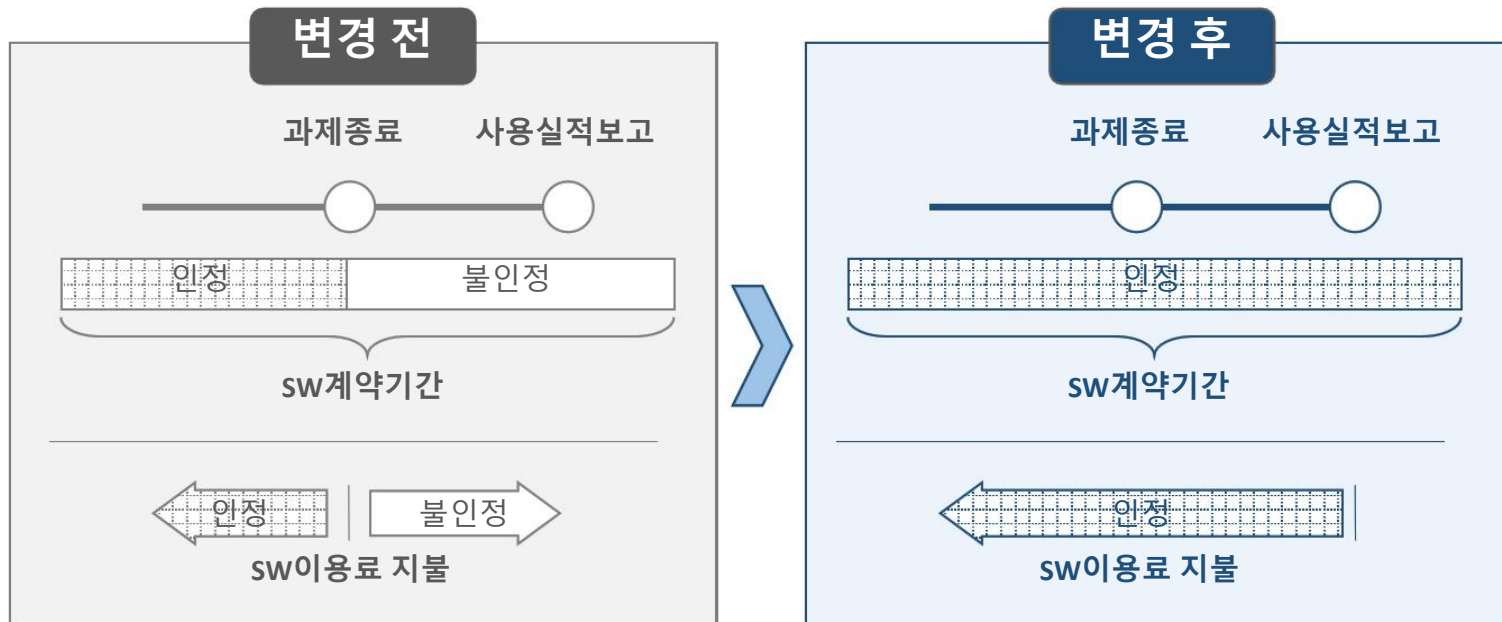 변경 전
과제종료 사용실적보고
인정 불인정
SW계약기간
인정 불인정
SW이용료 지불
변경 후
과제종료 사용실적보고
인정
SW계약기간
인정
SW이용료 지불